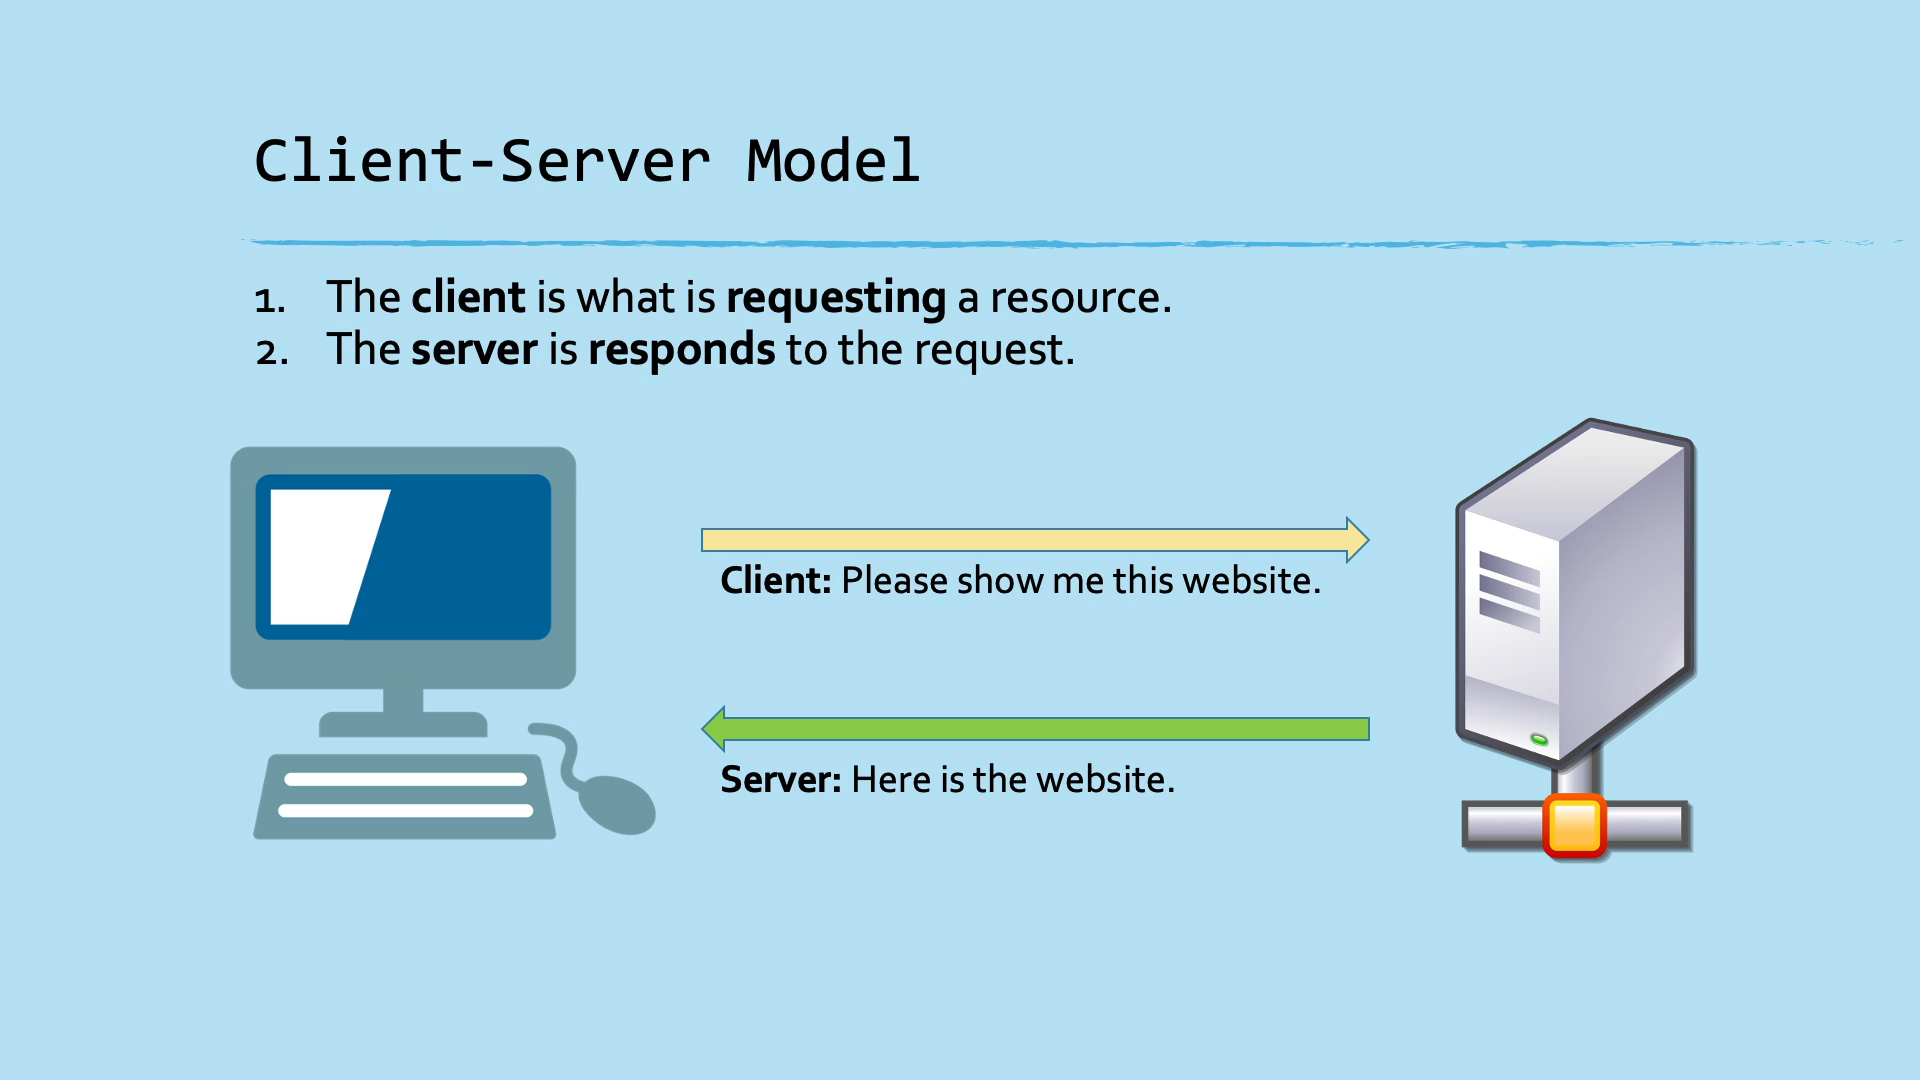 Client-Server Model
1. The client is what is requesting a resource.
2. The server is responds to the request.
Client: Please show me this website.
Server: Here is the website.